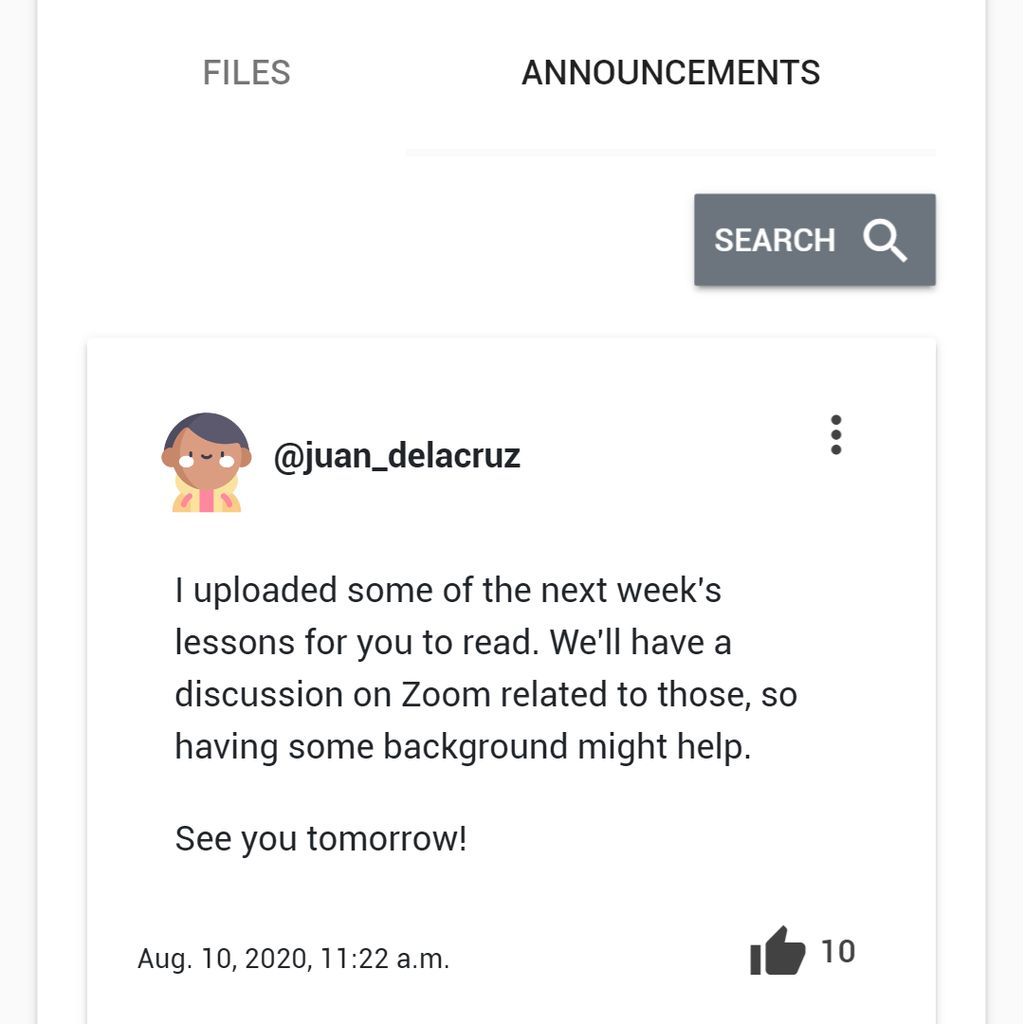 FILES
ANNOUNCEMENTS
SEARCH
@juan_delacruz
I uploaded some of the next week's
lessons for you to read. We'll have a
discussion on Zoom related to those, so
having some background might help.
See you tomorrow!
Aug. 10, 2020, 11:22 a.m.
10